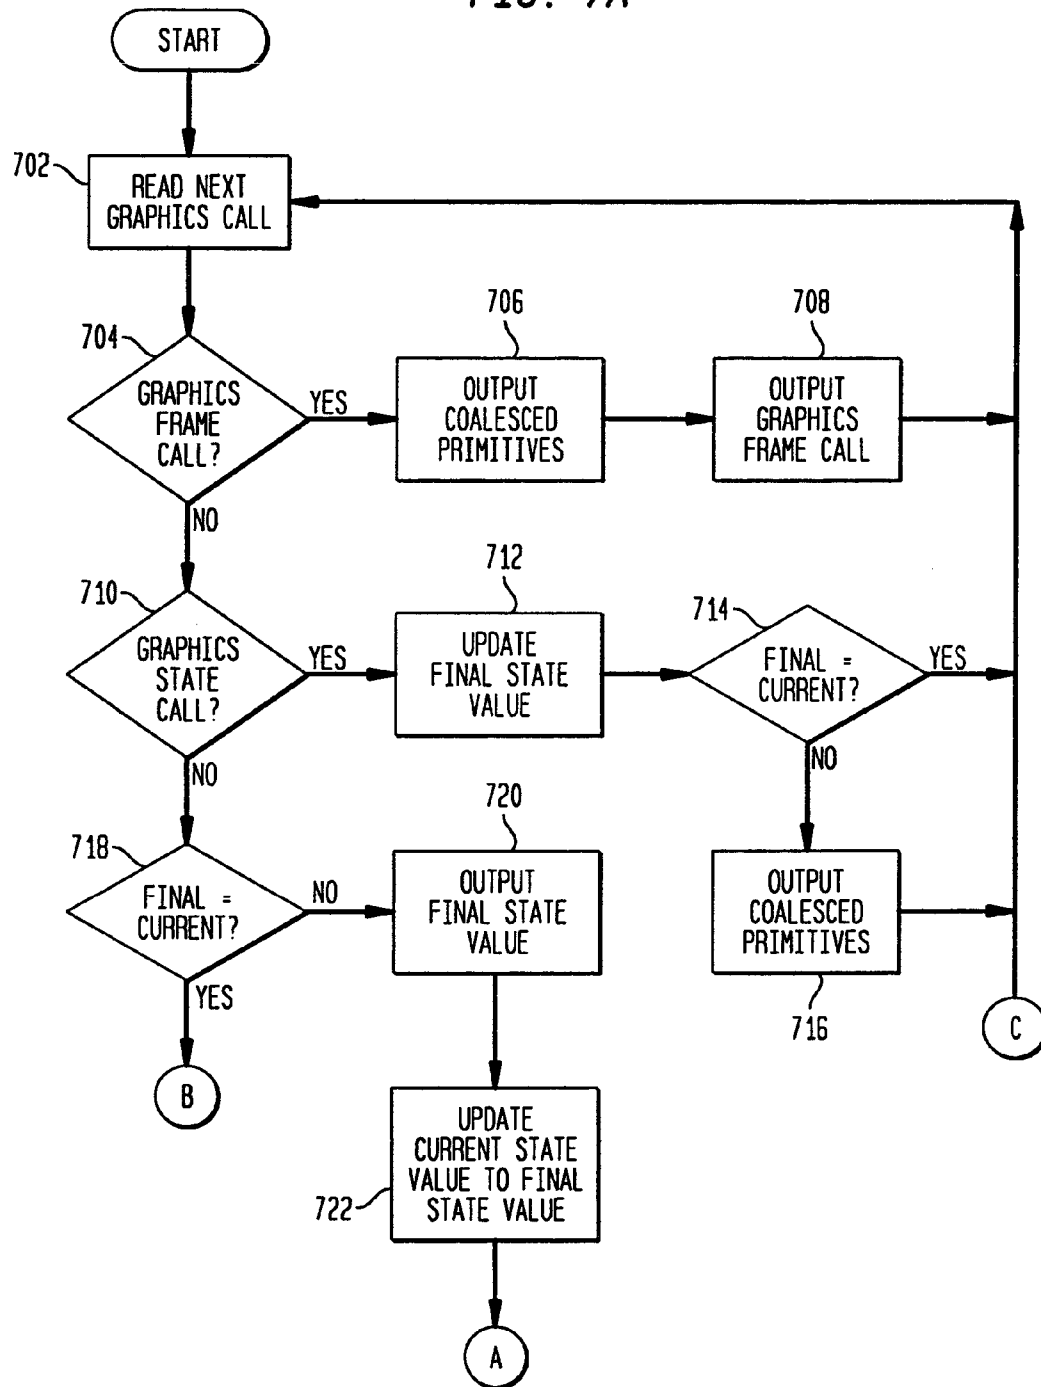 FIG. 7A
START
702
READ NEXT
GRAPHICS CALL
704
GRAPHICS
FRAME
CALL?
YES
NO
706
OUTPUT
COALESCED
PRIMITIVES
708
OUTPUT
GRAPHICS
FRAME CALL
710
GRAPHICS
STATE
CALL?
YES
NO
712
UPDATE
FINAL STATE
VALUE
714
FINAL =
CURRENT?
YES
NO
716
OUTPUT
COALESCED
PRIMITIVES
718
FINAL =
CURRENT?
NO
YES
720
OUTPUT
FINAL STATE
VALUE
722
UPDATE
CURRENT STATE
VALUE TO FINAL
STATE VALUE
B
C
A